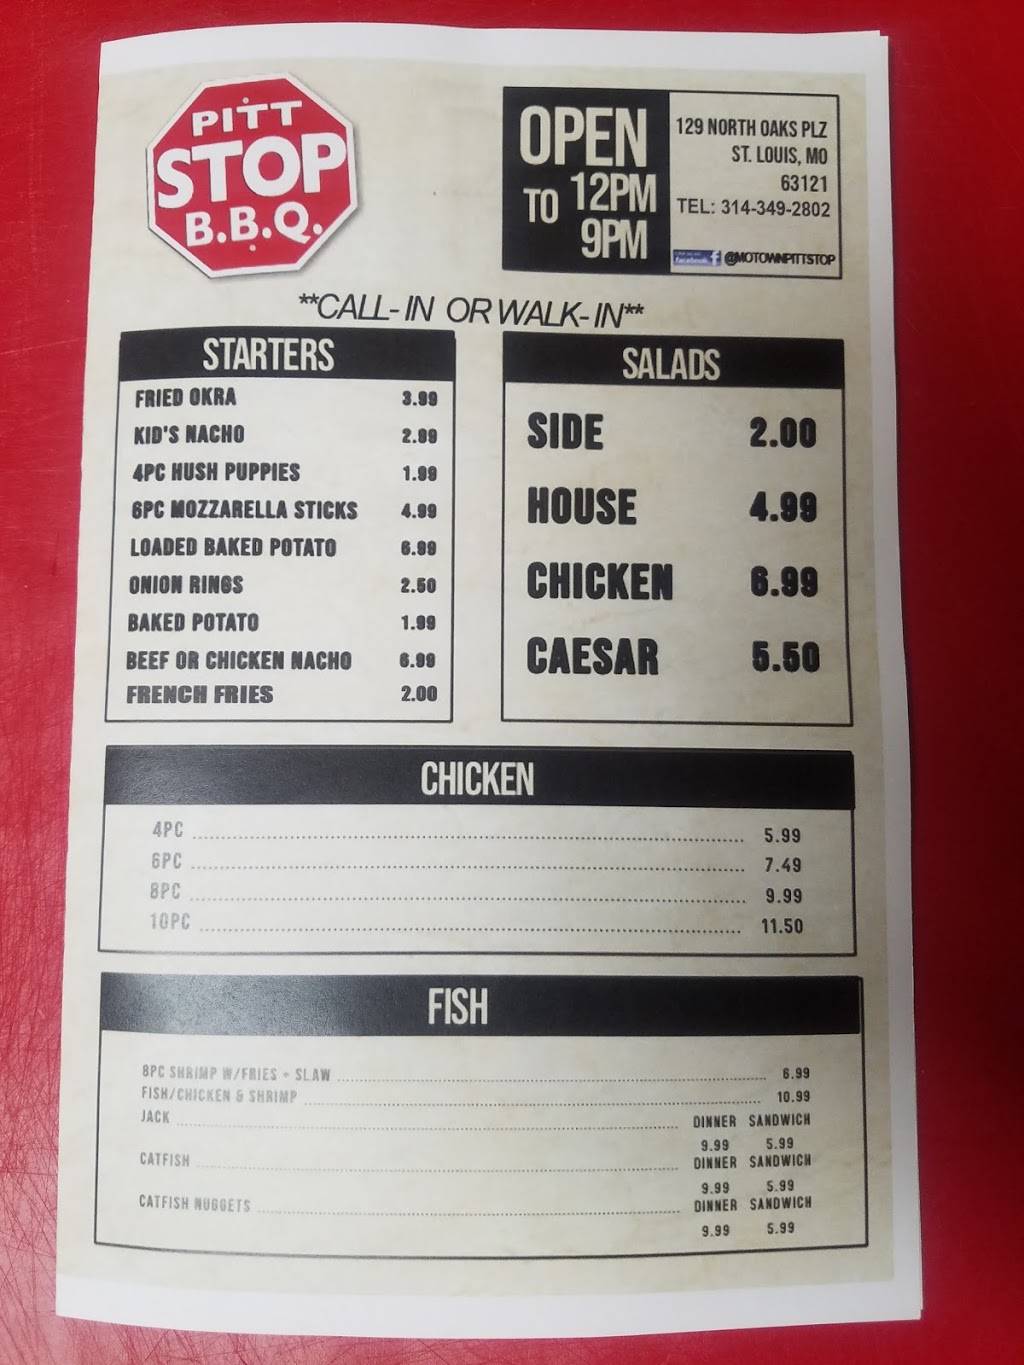 PITT
STOP
B.B.Q.
OPEN
TO 12PM
9PM
129 NORTH OAKS PLZ
ST. LOUIS, MO
63121
TEL: 314-349-2802
facebook f @MOTOWNPITTSTOP
**CALL-IN OR WALK-IN**
STARTERS
FRIED OKRA 3.99
KID'S NACHO 2.99
4PC HUSH PUPPIES 1.99
6PC MOZZARELLA STICKS 4.99
LOADED BAKED POTATO 6.99
ONION RINGS 2.50
BAKED POTATO 1.99
BEEF OR CHICKEN NACHO 6.99
FRENCH FRIES 2.00
SALADS
SIDE 2.00
HOUSE 4.99
CHICKEN 6.99
CAESAR 5.50
CHICKEN
4PC 5.99
6PC 7.49
8PC 9.99
10PC 11.50
FISH
8PC SHRIMP W/FRIES + SLAW 6.99
FISH/CHICKEN & SHRIMP 10.99
JACK DINNER SANDWICH
9.99 5.99
CATFISH DINNER SANDWICH
9.99 5.99
CATFISH NUGGETS DINNER SANDWICH
9.99 5.99